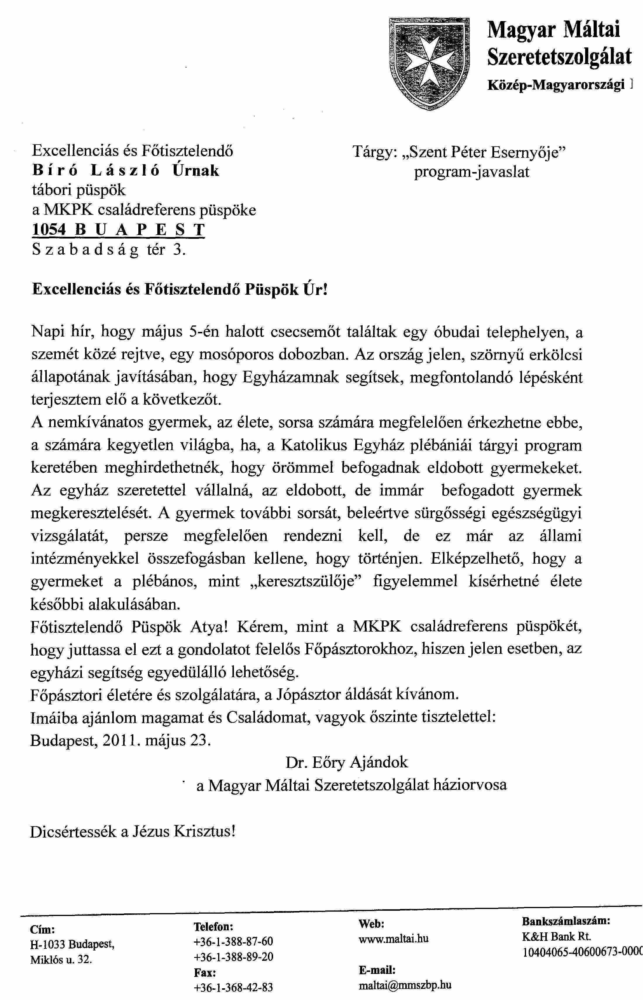 Magyar Máltai
Szeretetszolgálat
Közép-Magyarországi
Excellenciás és Főtisztelendő
Bíró László Úrnak
tábori püspök
a MKPK családreferens püspöke
1054 B U A P E S T
Szabadság tér 3.
Tárgy: „Szent Péter Esernyője”
program-javaslat
Excellenciás és Főtisztelendő Püspök Úr!
Napi hír, hogy május 5-én halott csecsemőt találtak egy óbudai telephelyen, a
szemét közé rejtve, egy mosóporos dobozban. Az ország jelen, szörnyű erkölcsi
állapotának javításában, hogy Egyházamnak segítsek, megfontolandó lépésként
terjesztem elő a következőt.
A nemkívánatos gyermek, az élete, sorsa számára megfelelően érkezhetne ebbe,
a számára kegyetlen világba, ha, a Katolikus Egyház plébániái tárgyi program
keretében meghirdethetnék, hogy örömmel befogadnak eldobott gyermekeket.
Az egyház szeretettel vállalná, az eldobott, de immár befogadott gyermek
megkeresztelését. A gyermek további sorsát, beleértve sürgősségi egészségügyi
vizsgálatát, persze megfelelően rendezni kell, de ez már az állami
intézményekkel összefogásban kellene, hogy történjen. Elképzelhető, hogy a
gyermeket a plébános, mint „keresztszülője” figyelemmel kísérhetné élete
későbbi alakulásában.
Főtisztelendő Püspök Atya! Kérem, mint a MKPK családreferens püspökét,
hogy juttassa el ezt a gondolatot felelős Főpásztorokhoz, hiszen jelen esetben, az
egyházi segítség egyedülálló lehetőség.
Főpásztori életére és szolgálatára, a Jópásztor áldását kívánom.
Imáiba ajánlom magamat és Családomat, vagyok őszinte tisztelettel:
Budapest, 2011. május 23.
Dr. Eőry Ajándok
a Magyar Máltai Szeretetszolgálat háziorvosa
Dicsértessék a Jézus Krisztus!
Cím:
H-1033 Budapest,
Miklós u. 32.
Telefon:
+36-1-388-87-60
+36-1-388-89-20
Fax:
+36-1-368-42-83
Web:
www.maltai.hu
E-mail:
maltai@mmszbp.hu
Bankszámlaszám:
K&H Bank Rt.
10404065-40600673-000